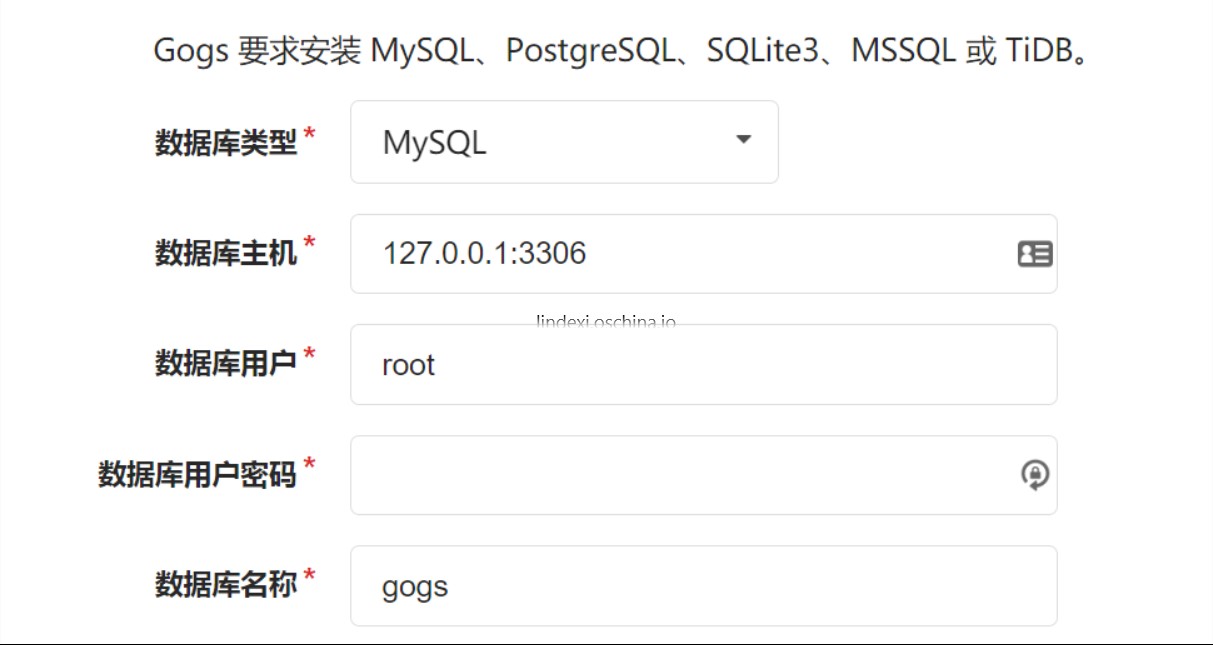 Gogs 要求安装 MySQL、PostgreSQL、SQLite3、MSSQL 或 TiDB。
数据库类型* MySQL
数据库主机* 127.0.0.1:3306
lindexi.oschina.io
数据库用户* root
数据库用户密码*
数据库名称* gogs